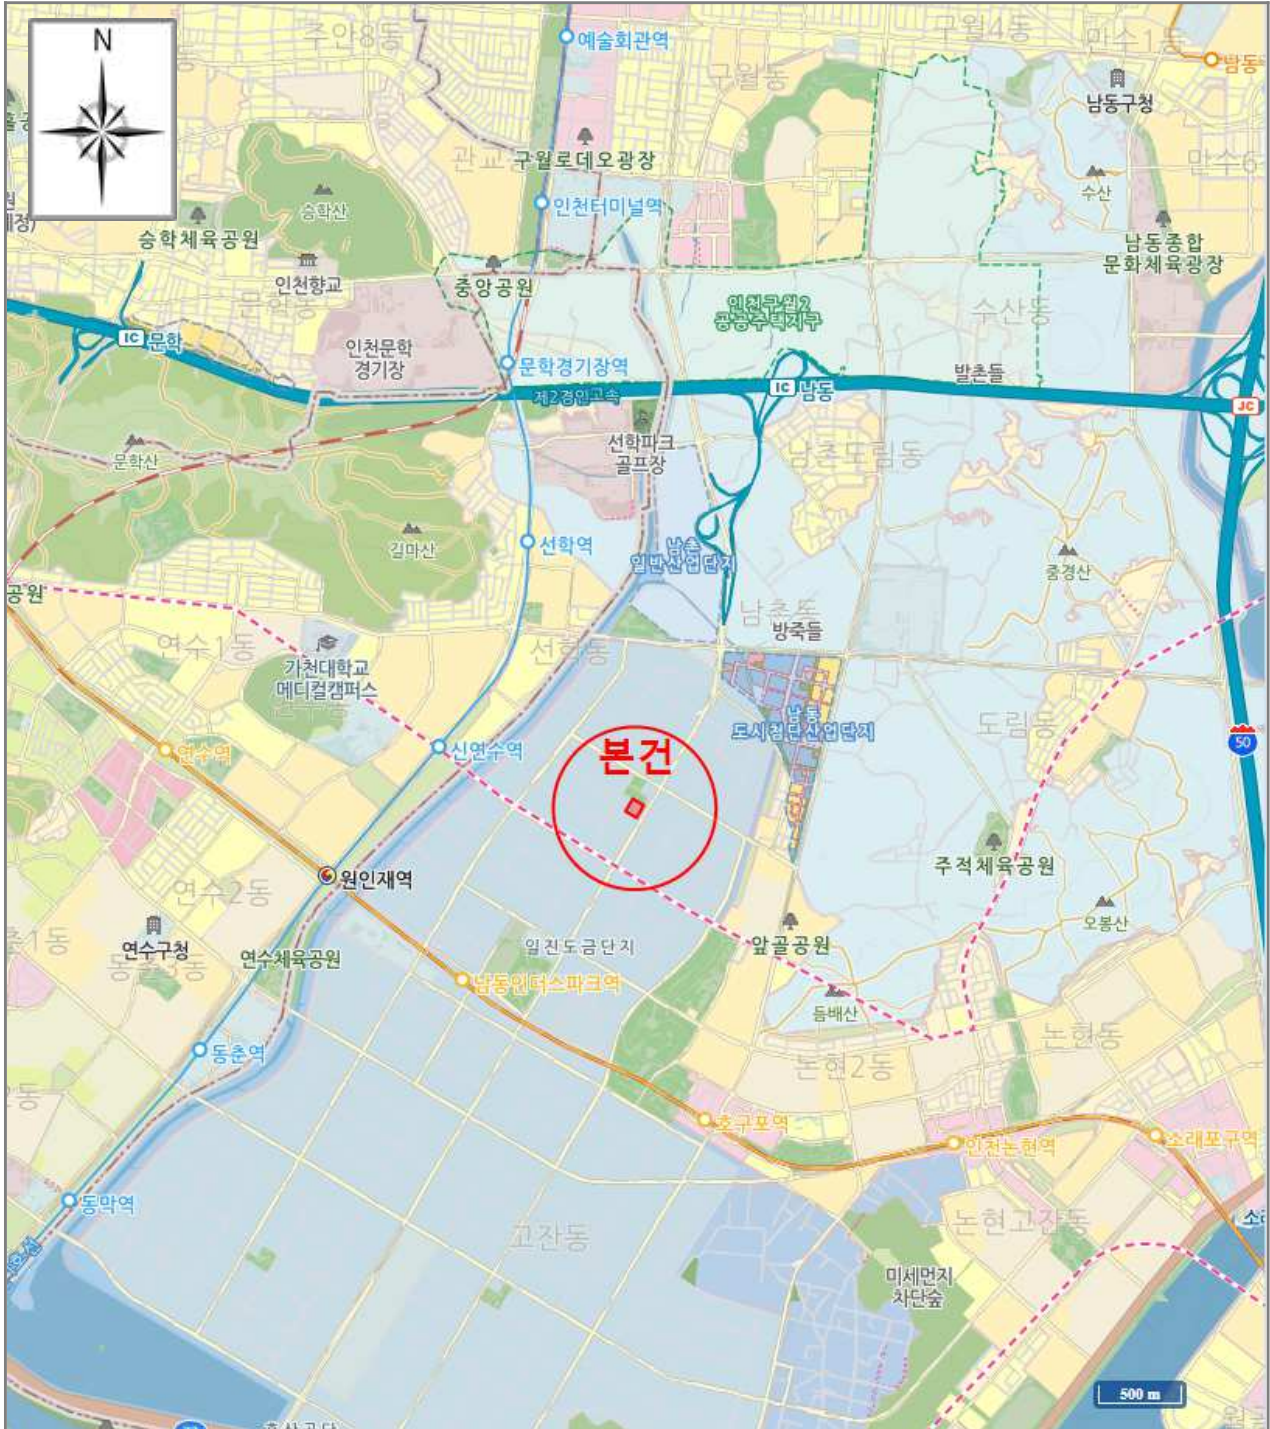 N
주안8동
예술회관역
구월4동
만수1동
구월동
남동
남동구청
관교
구월로데오광장
만수6
수산
승학산
인천터미널역
승학체육공원
남동종합
문화체육광장
인천향교
중앙공원
문학동
인천구월2
공공주택지구
수산동
IC 문학
인천문학
경기장
문학경기장역
제2경인고속
IC 남동
발촌들
JC
선학파크
골프장
남촌도림동
문학산
길마산
선학역
남촌
일반산업단지
중경산
공원
연수1동
남촌동
방죽들
선학동
가천대학교
메디컬캠퍼스
연수동
도림동
남동
도시첨단산업단지
연수역
신연수역
본건
50
주적체육공원
원인재역
연수2동
오봉산
연수구청
일진도금단지
앞골공원
연수체육공원
동춘3동
남동인더스파크역
듬배산
논현동
동춘역
논현2동
호구포역
인천논현역
소래포구역
동막역
고잔동
논현고잔동
미세먼지
차단숲
500 m